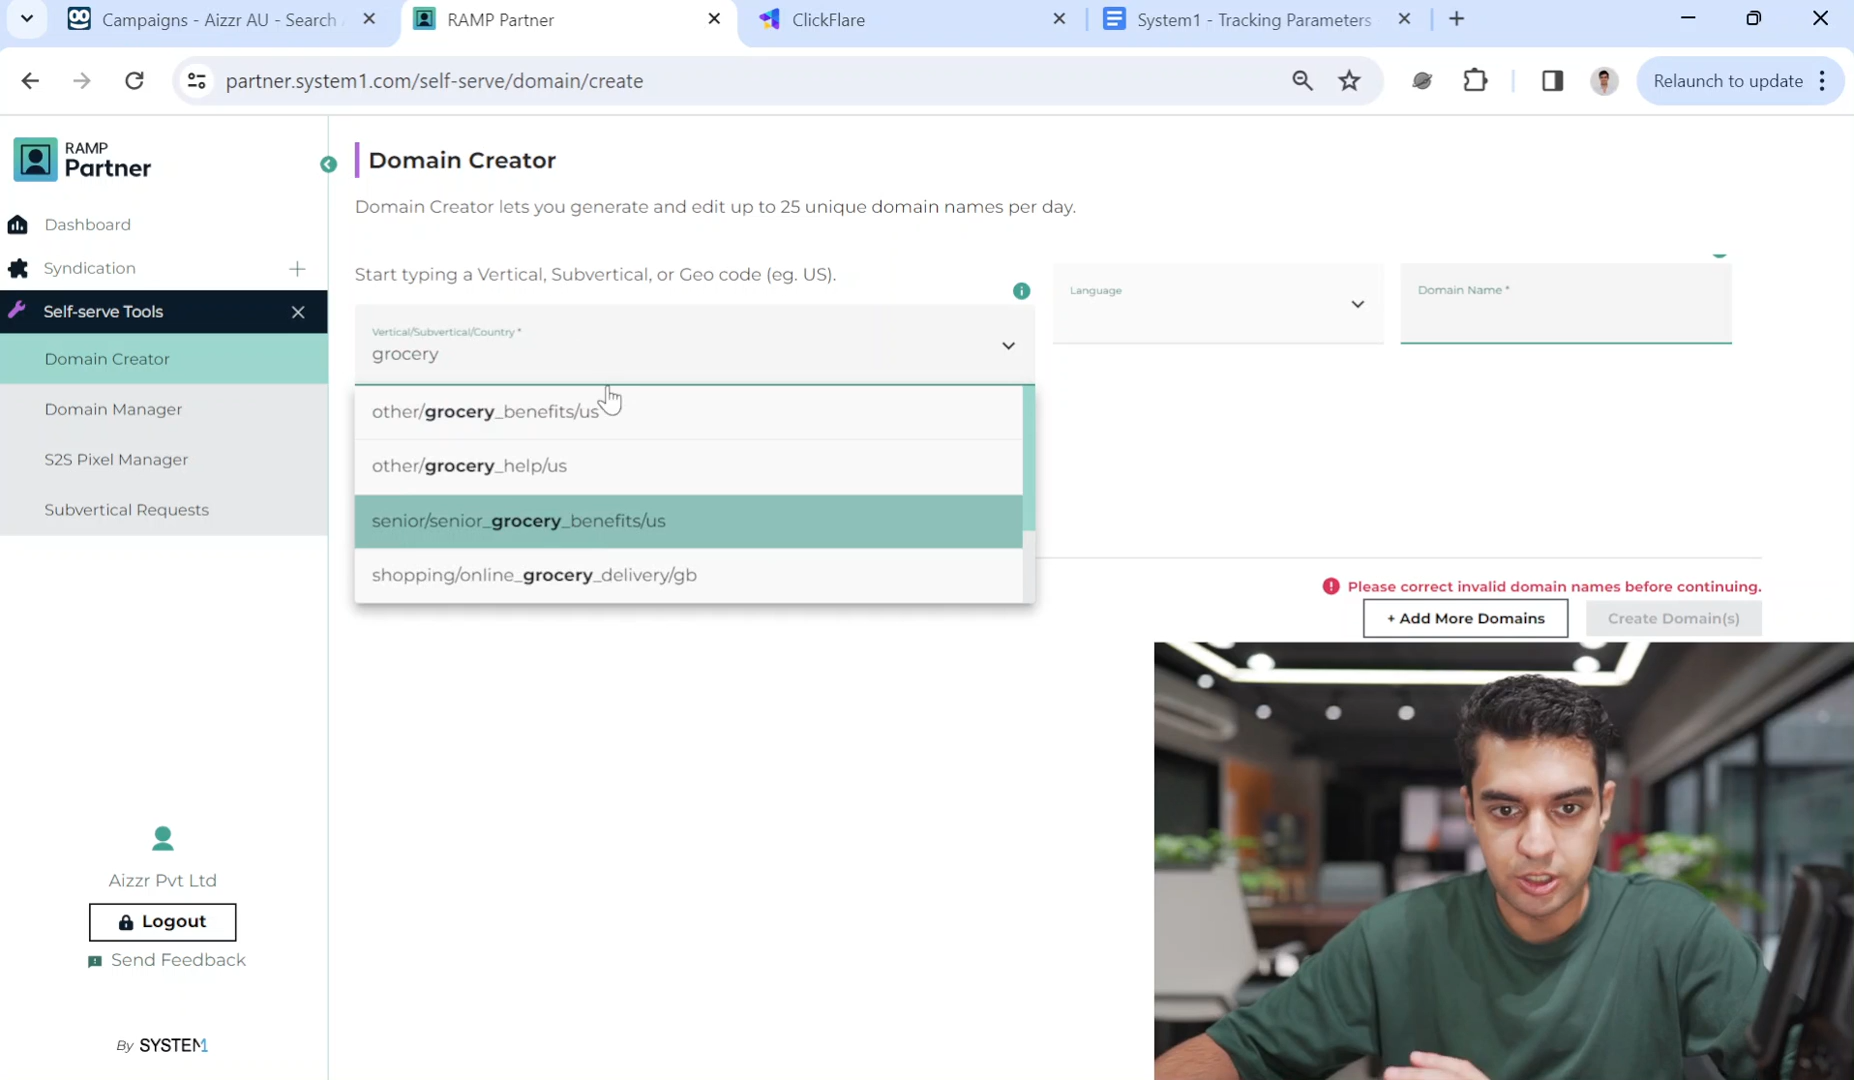 Campaigns - Aizzr AU - Search
RAMP Partner
ClickFlare
System1 - Tracking Parameters
partner.system1.com/self-serve/domain/create
Relaunch to update
RAMP
Partner
Dashboard
Syndication
Self-serve Tools
Domain Creator
Domain Manager
S2S Pixel Manager
Subvertical Requests
Aizzr Pvt Ltd
Logout
Send Feedback
By SYSTEM1
Domain Creator
Domain Creator lets you generate and edit up to 25 unique domain names per day.
Start typing a Vertical, Subvertical, or Geo code (eg. US).
Vertical/Subvertical/Country *
grocery
Language
Domain Name *
other/grocery_benefits/us
other/grocery_help/us
senior/senior_grocery_benefits/us
shopping/online_grocery_delivery/gb
Please correct invalid domain names before continuing.
+ Add More Domains
Create Domain(s)